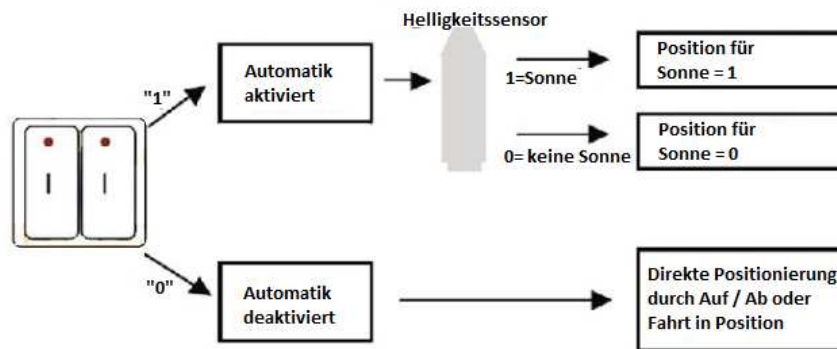 Helligkeitssensor
"1"
Automatik
aktiviert
1=Sonne
Position für
Sonne = 1
0= keine Sonne
Position für
Sonne = 0
"0"
Automatik
deaktiviert
Direkte Positionierung
durch Auf / Ab oder
Fahrt in Position